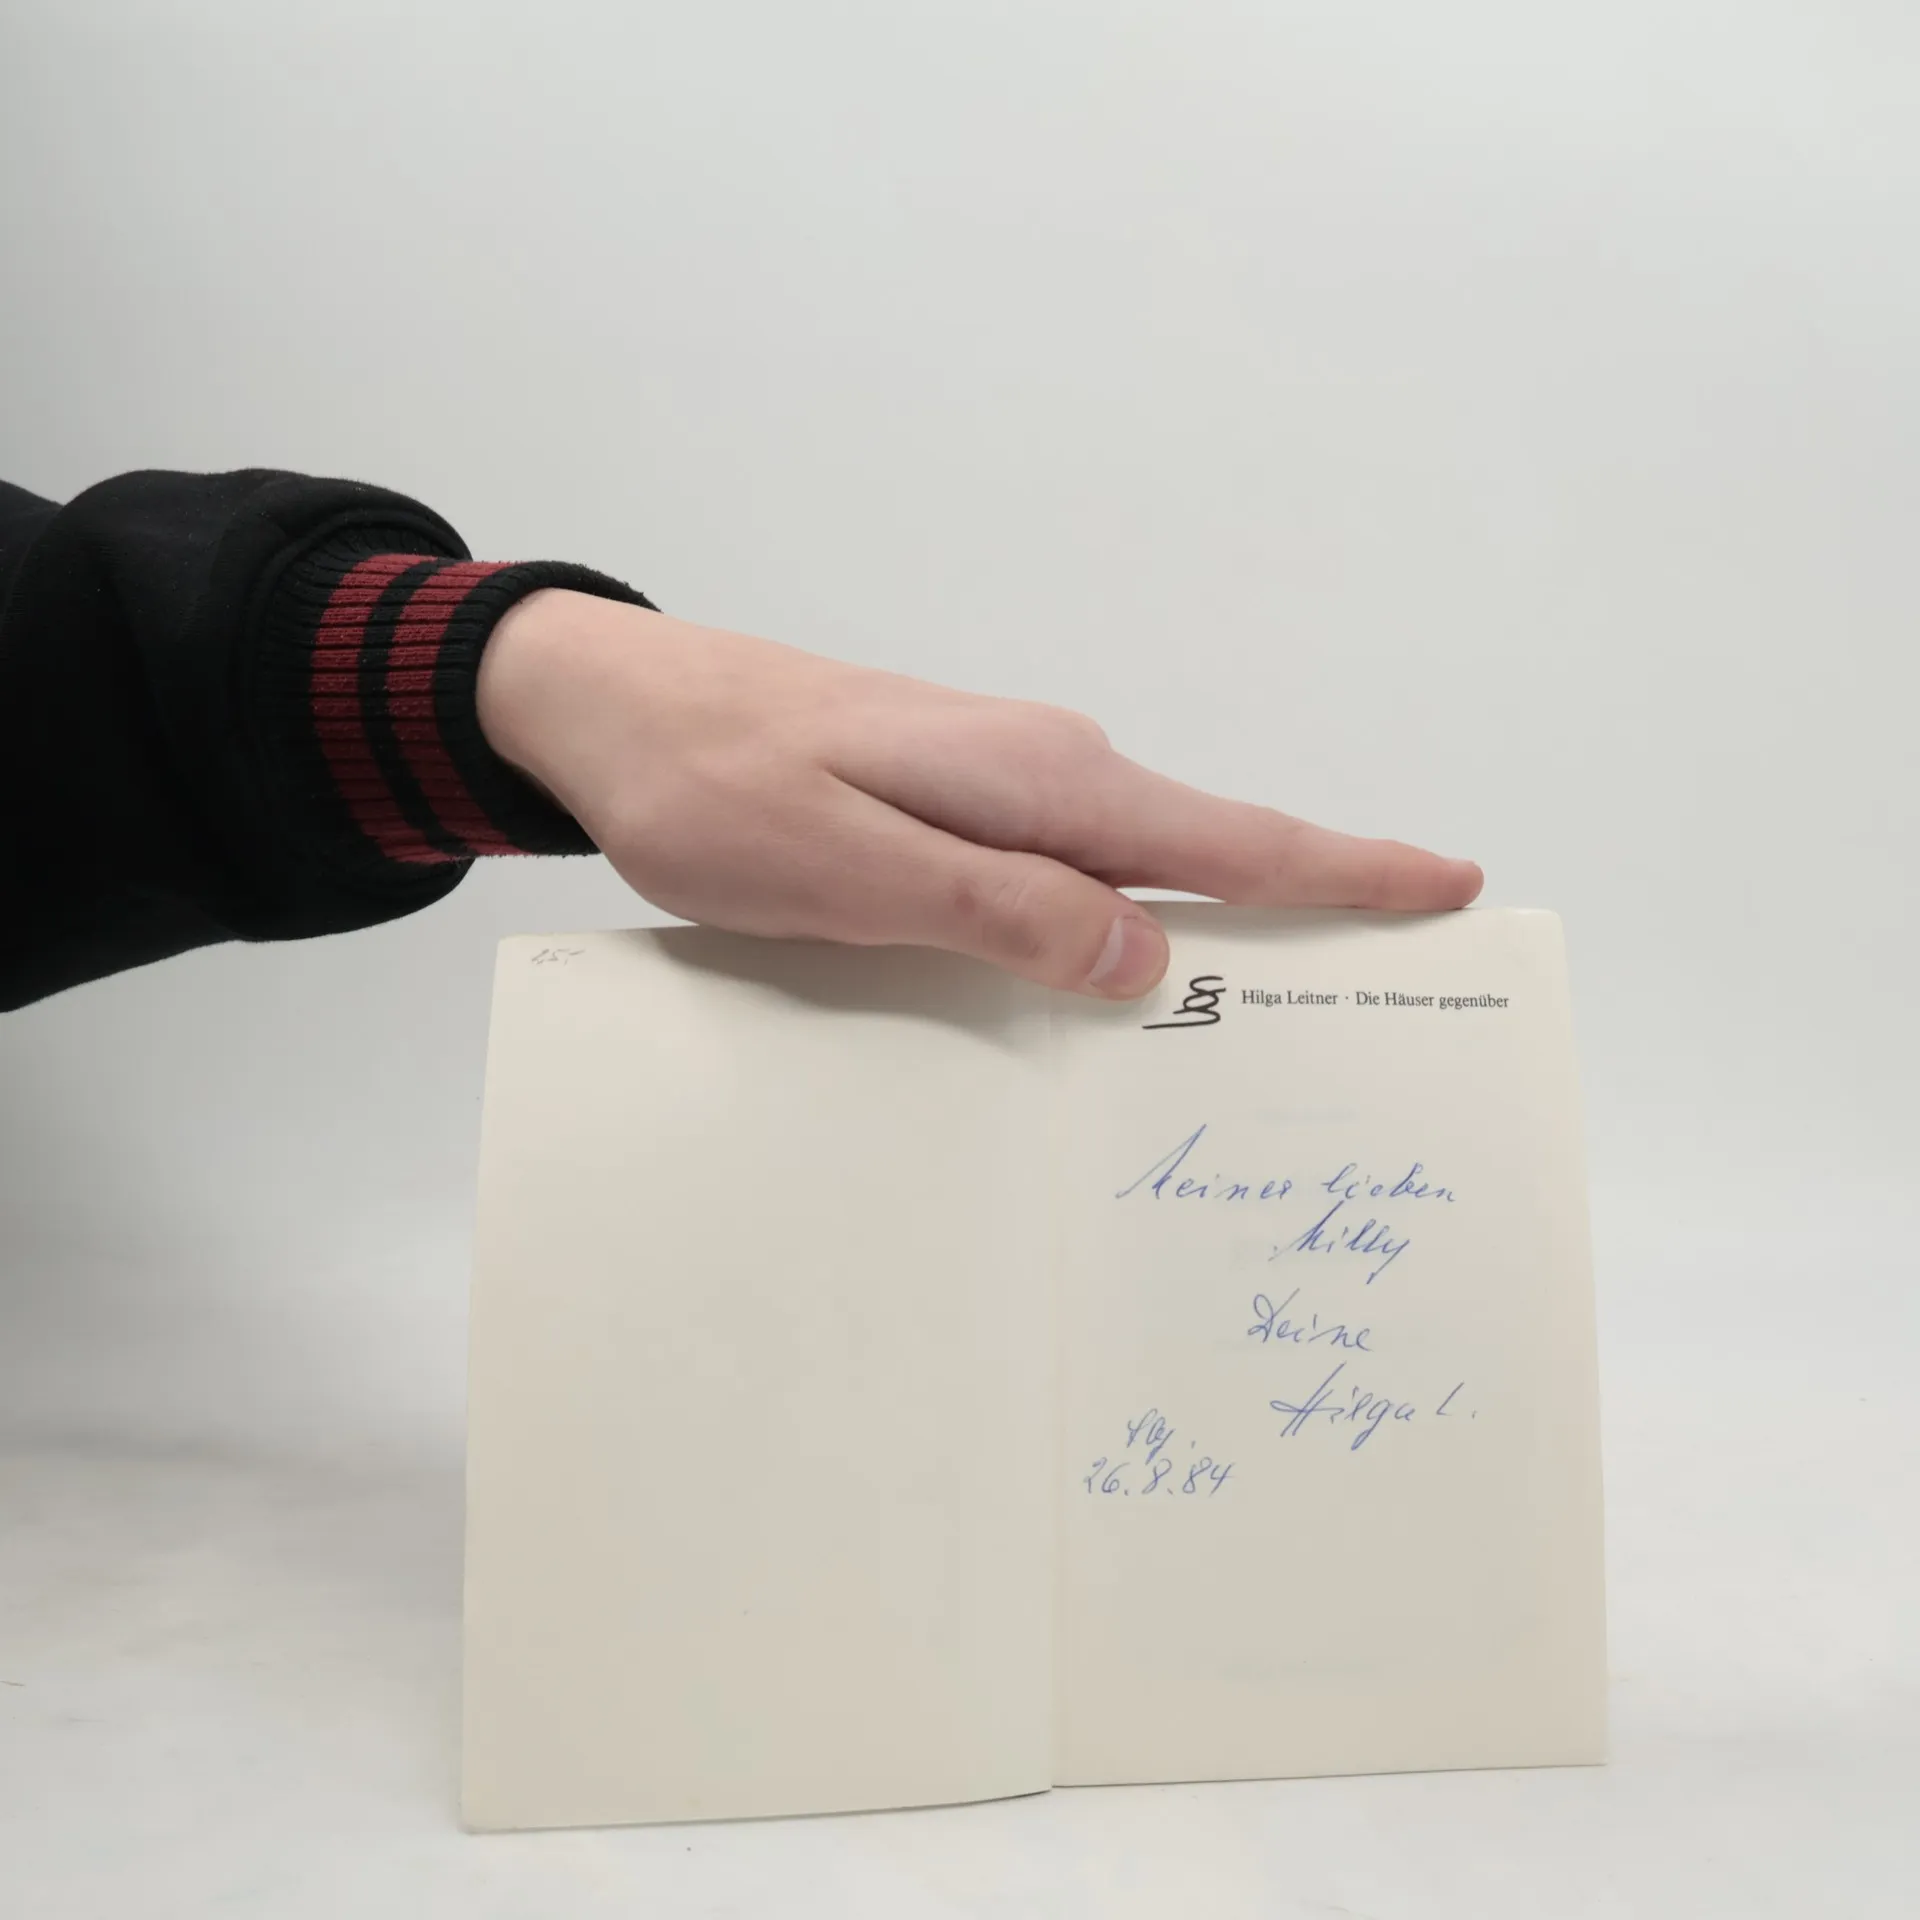 Hilga Leitner · Die Häuser gegenüber
Meiner lieben
Milly
Deine
Hilga L.
26.8.84